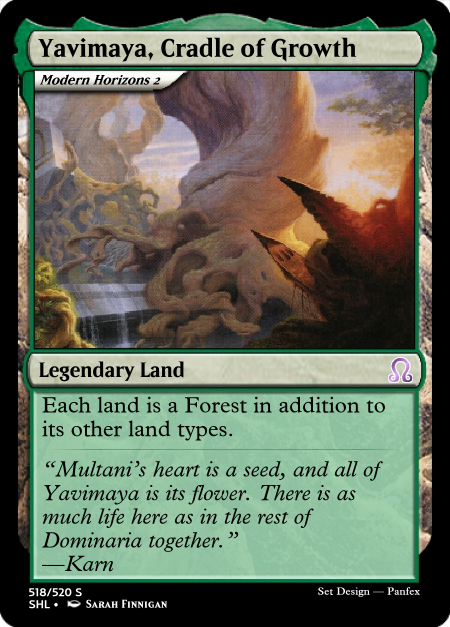 Yavimaya, Cradle of Growth
Modern Horizons 2
Legendary Land
Each land is a Forest in addition to
its other land types.
“Multani’s heart is a seed, and all of
Yavimaya is its flower. There is as
much life here as in the rest of
Dominaria together.”
—Karn
518/520 S
Set Design — Panfex
SHL • Sarah Finnigan